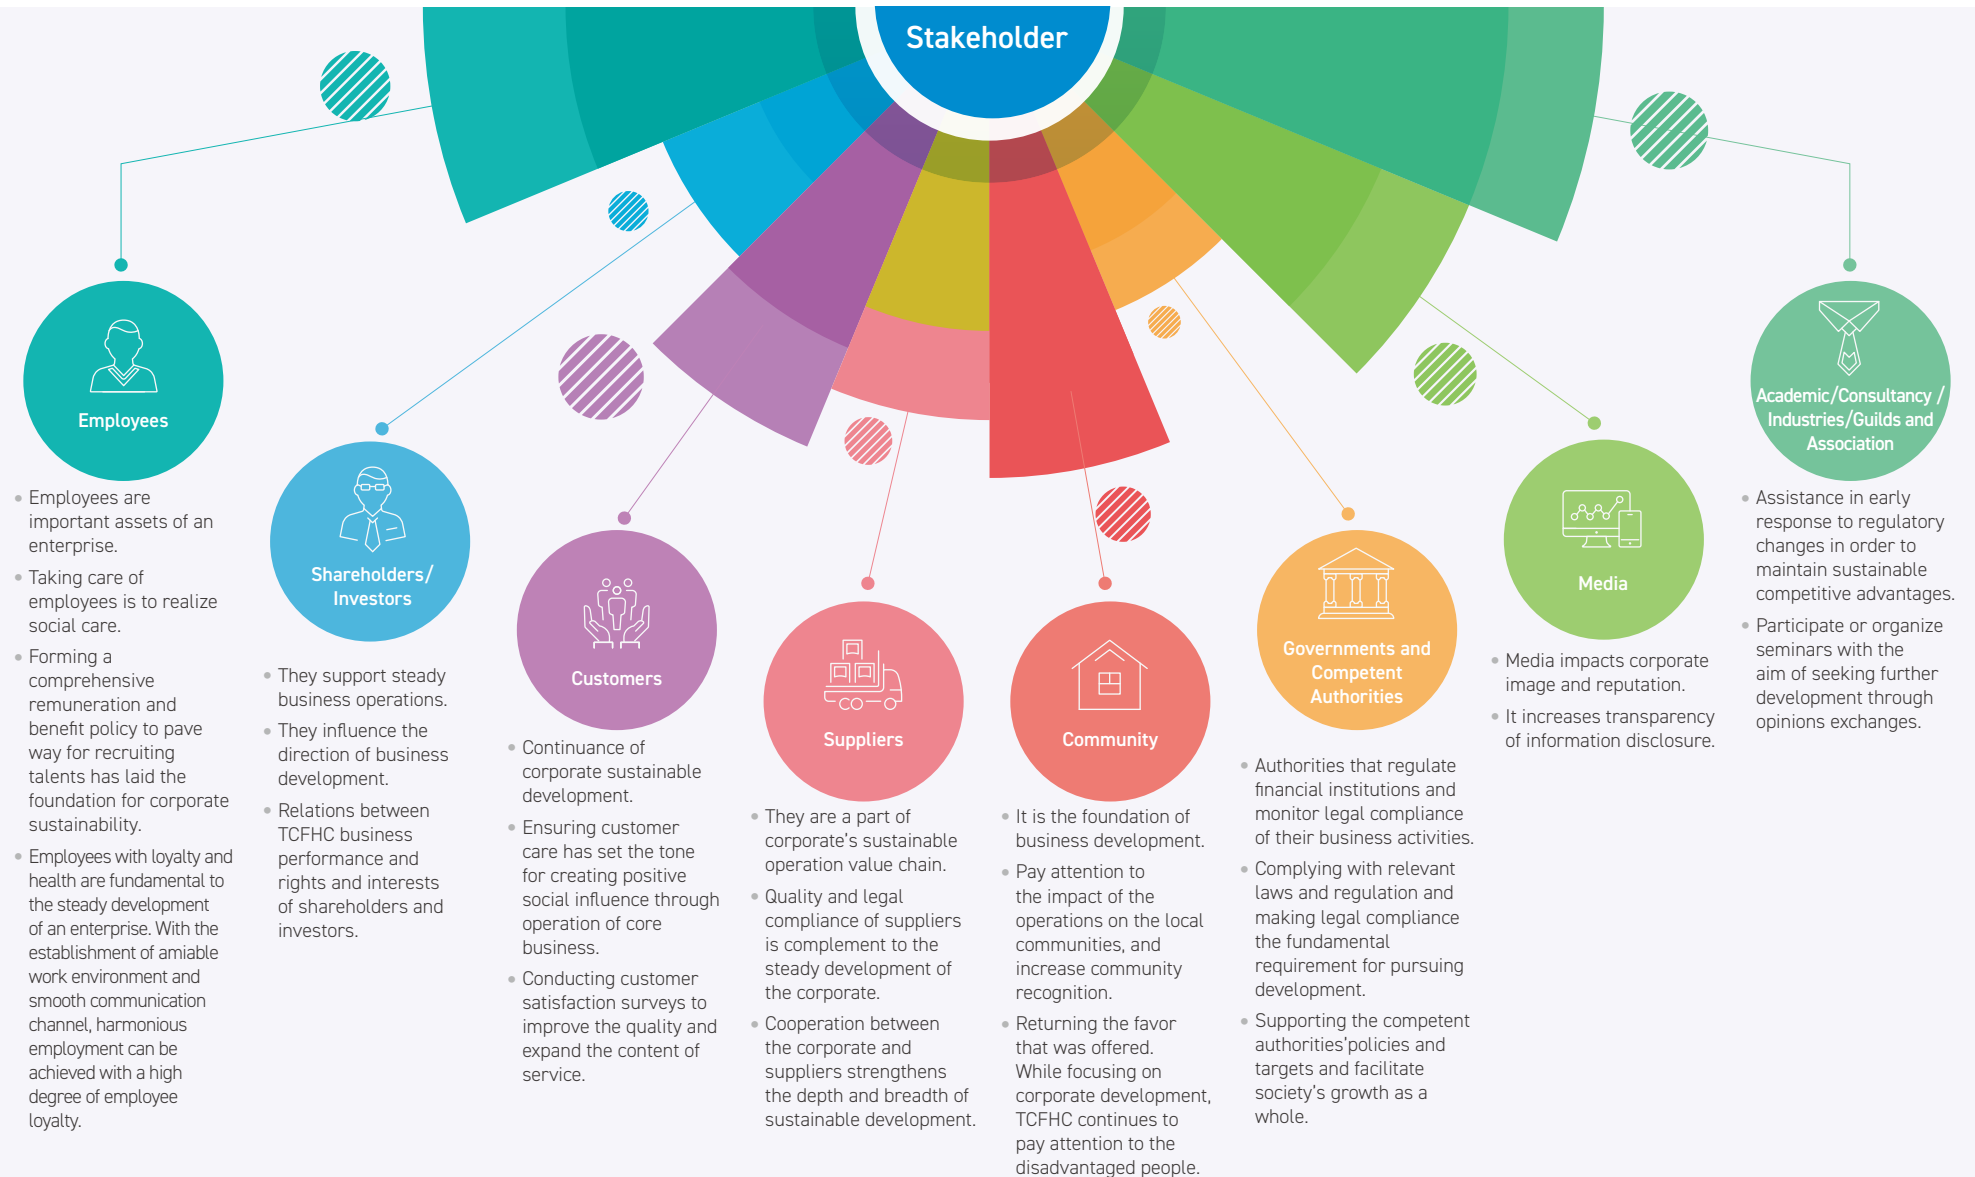 Stakeholder
Employees
• Employees are
important assets of an
enterprise.
• Taking care of
employees is to realize
social care.
• Forming a
comprehensive
remuneration and
benefit policy to pave
way for recruiting
talents has laid the
foundation for corporate
sustainability.
• Employees with loyalty and
health are fundamental to
the steady development
of an enterprise. With the
establishment of amiable
work environment and
smooth communication
channel, harmonious
employment can be
achieved with a high
degree of employee
loyalty.
Shareholders/
Investors
• They support steady
business operations.
• They influence the
direction of business
development.
• Relations between
TCFHC business
performance and
rights and interests
of shareholders and
investors.
Customers
• Continuance of
corporate sustainable
development.
• Ensuring customer
care has set the tone
for creating positive
social influence through
operation of core
business.
• Conducting customer
satisfaction surveys to
improve the quality and
expand the content of
service.
Suppliers
• They are a part of
corporate's sustainable
operation value chain.
• Quality and legal
compliance of suppliers
is complement to the
steady development of
the corporate.
• Cooperation between
the corporate and
suppliers strengthens
the depth and breadth of
sustainable development.
Community
• It is the foundation of
business development.
• Pay attention to
the impact of the
operations on the local
communities, and
increase community
recognition.
• Returning the favor
that was offered.
While focusing on
corporate development,
TCFHC continues to
pay attention to the
disadvantaged people.
Governments and
Competent
Authorities
• Authorities that regulate
financial institutions and
monitor legal compliance
of their business activities.
• Complying with relevant
laws and regulation and
making legal compliance
the fundamental
requirement for pursuing
development.
• Supporting the competent
authorities'policies and
targets and facilitate
society's growth as a
whole.
Media
• Media impacts corporate
image and reputation.
• It increases transparency
of information disclosure.
Academic/Consultancy /
Industries/Guilds and
Association
• Assistance in early
response to regulatory
changes in order to
maintain sustainable
competitive advantages.
• Participate or organize
seminars with the
aim of seeking further
development through
opinions exchanges.